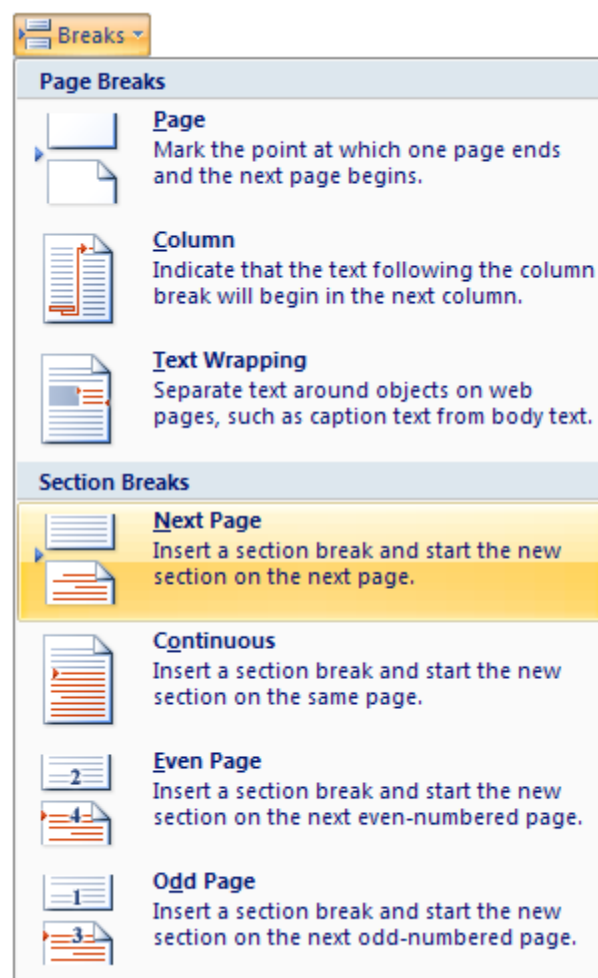 Breaks
Page Breaks
Page
Mark the point at which one page ends
and the next page begins.
Column
Indicate that the text following the column
break will begin in the next column.
Text Wrapping
Separate text around objects on web
pages, such as caption text from body text.
Section Breaks
Next Page
Insert a section break and start the new
section on the next page.
Continuous
Insert a section break and start the new
section on the same page.
Even Page
2
Insert a section break and start the new
4
section on the next even-numbered page.
Odd Page
1
Insert a section break and start the new
3
section on the next odd-numbered page.